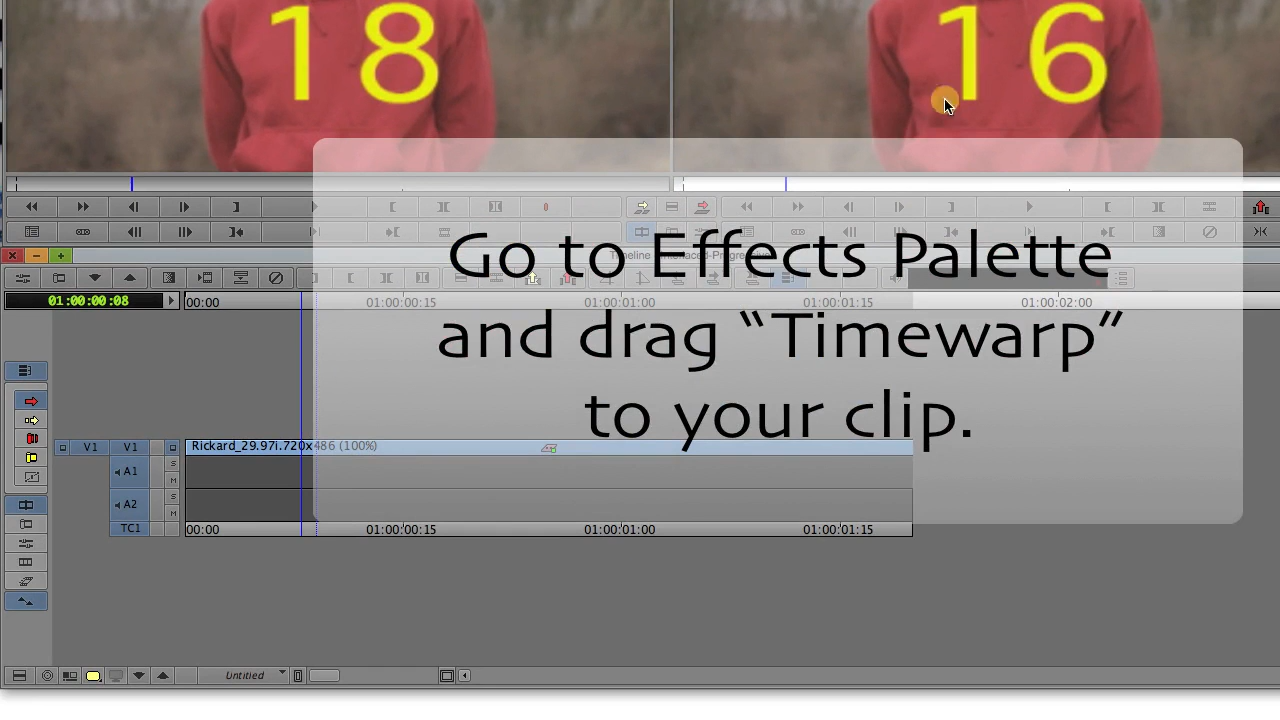 18
16
Go to Effects Palette
and drag “Timewarp”
to your clip.
01:00:00:08
00:00
01:00:00:15
01:00:01:00
01:00:01:15
01:00:02:00
V1
V1
Rickard_29.97i.720x486 (100%)
A1
S
M
A2
S
M
TC1
00:00
01:00:00:15
01:00:01:00
01:00:01:15
Untitled